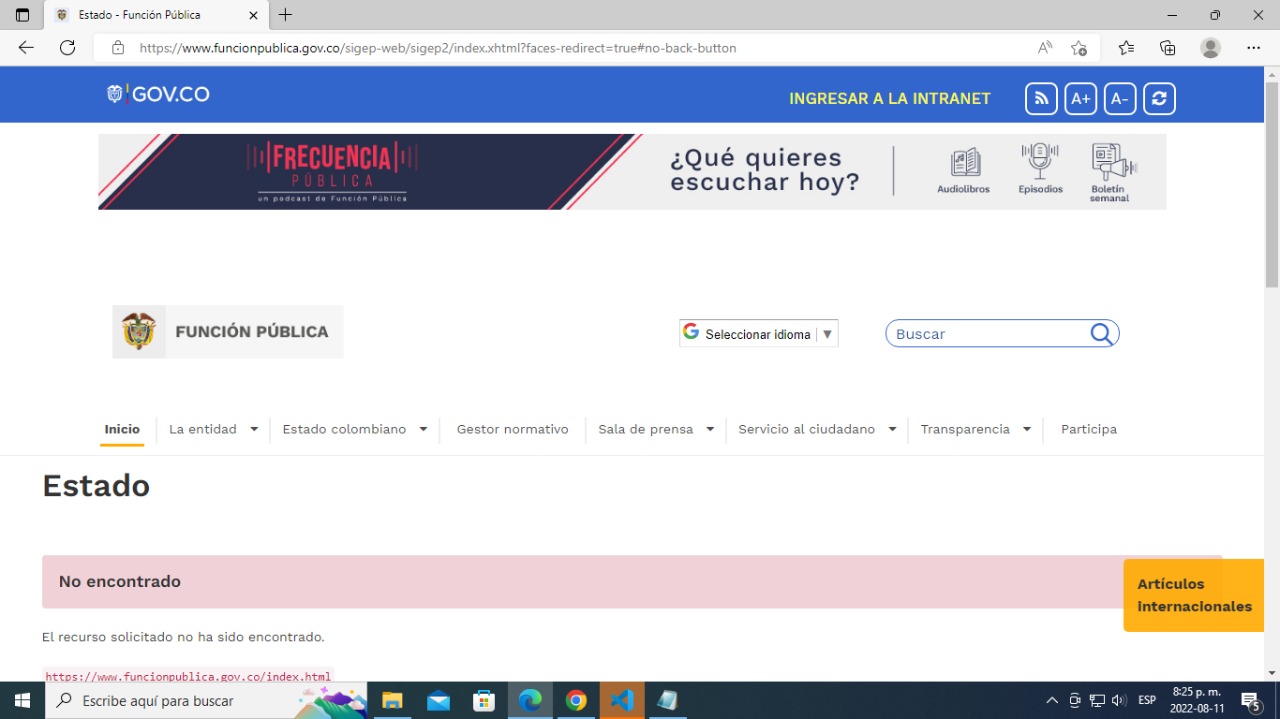 Estado - Función Pública
https://www.funcionpublica.gov.co/sigep-web/sigep2/index.xhtml?faces-redirect=true#no-back-button
GOV.CO
INGRESAR A LA INTRANET
A+
A-
FRECUENCIA
PÚBLICA
un podcast de Función Pública
¿Qué quieres
escuchar hoy?
Audiolibros
Episodios
Boletín
semanal
FUNCIÓN PÚBLICA
G Seleccionar idioma ▼
Buscar
Inicio
La entidad
Estado colombiano
Gestor normativo
Sala de prensa
Servicio al ciudadano
Transparencia
Participa
Estado
No encontrado
Artículos
Internacionales
El recurso solicitado no ha sido encontrado.
https://www.funcionpublica.gov.co/index.html
Escribe aquí para buscar
ESP
8:25 p. m.
2022-08-11
5